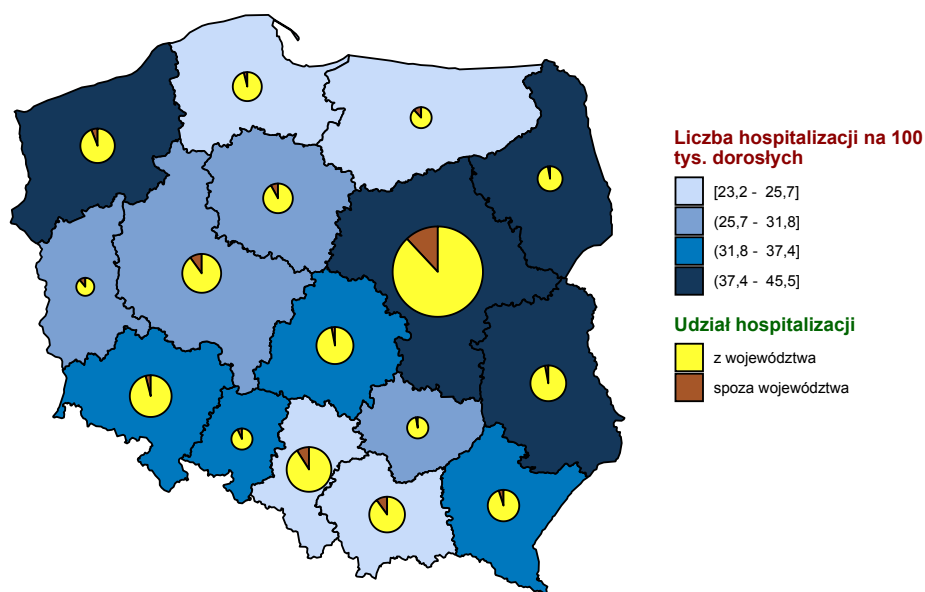 Liczba hospitalizacji na 100
tys. dorosłych
[23,2 - 25,7]
(25,7 - 31,8]
(31,8 - 37,4]
(37,4 - 45,5]
Udział hospitalizacji
z województwa
spoza województwa